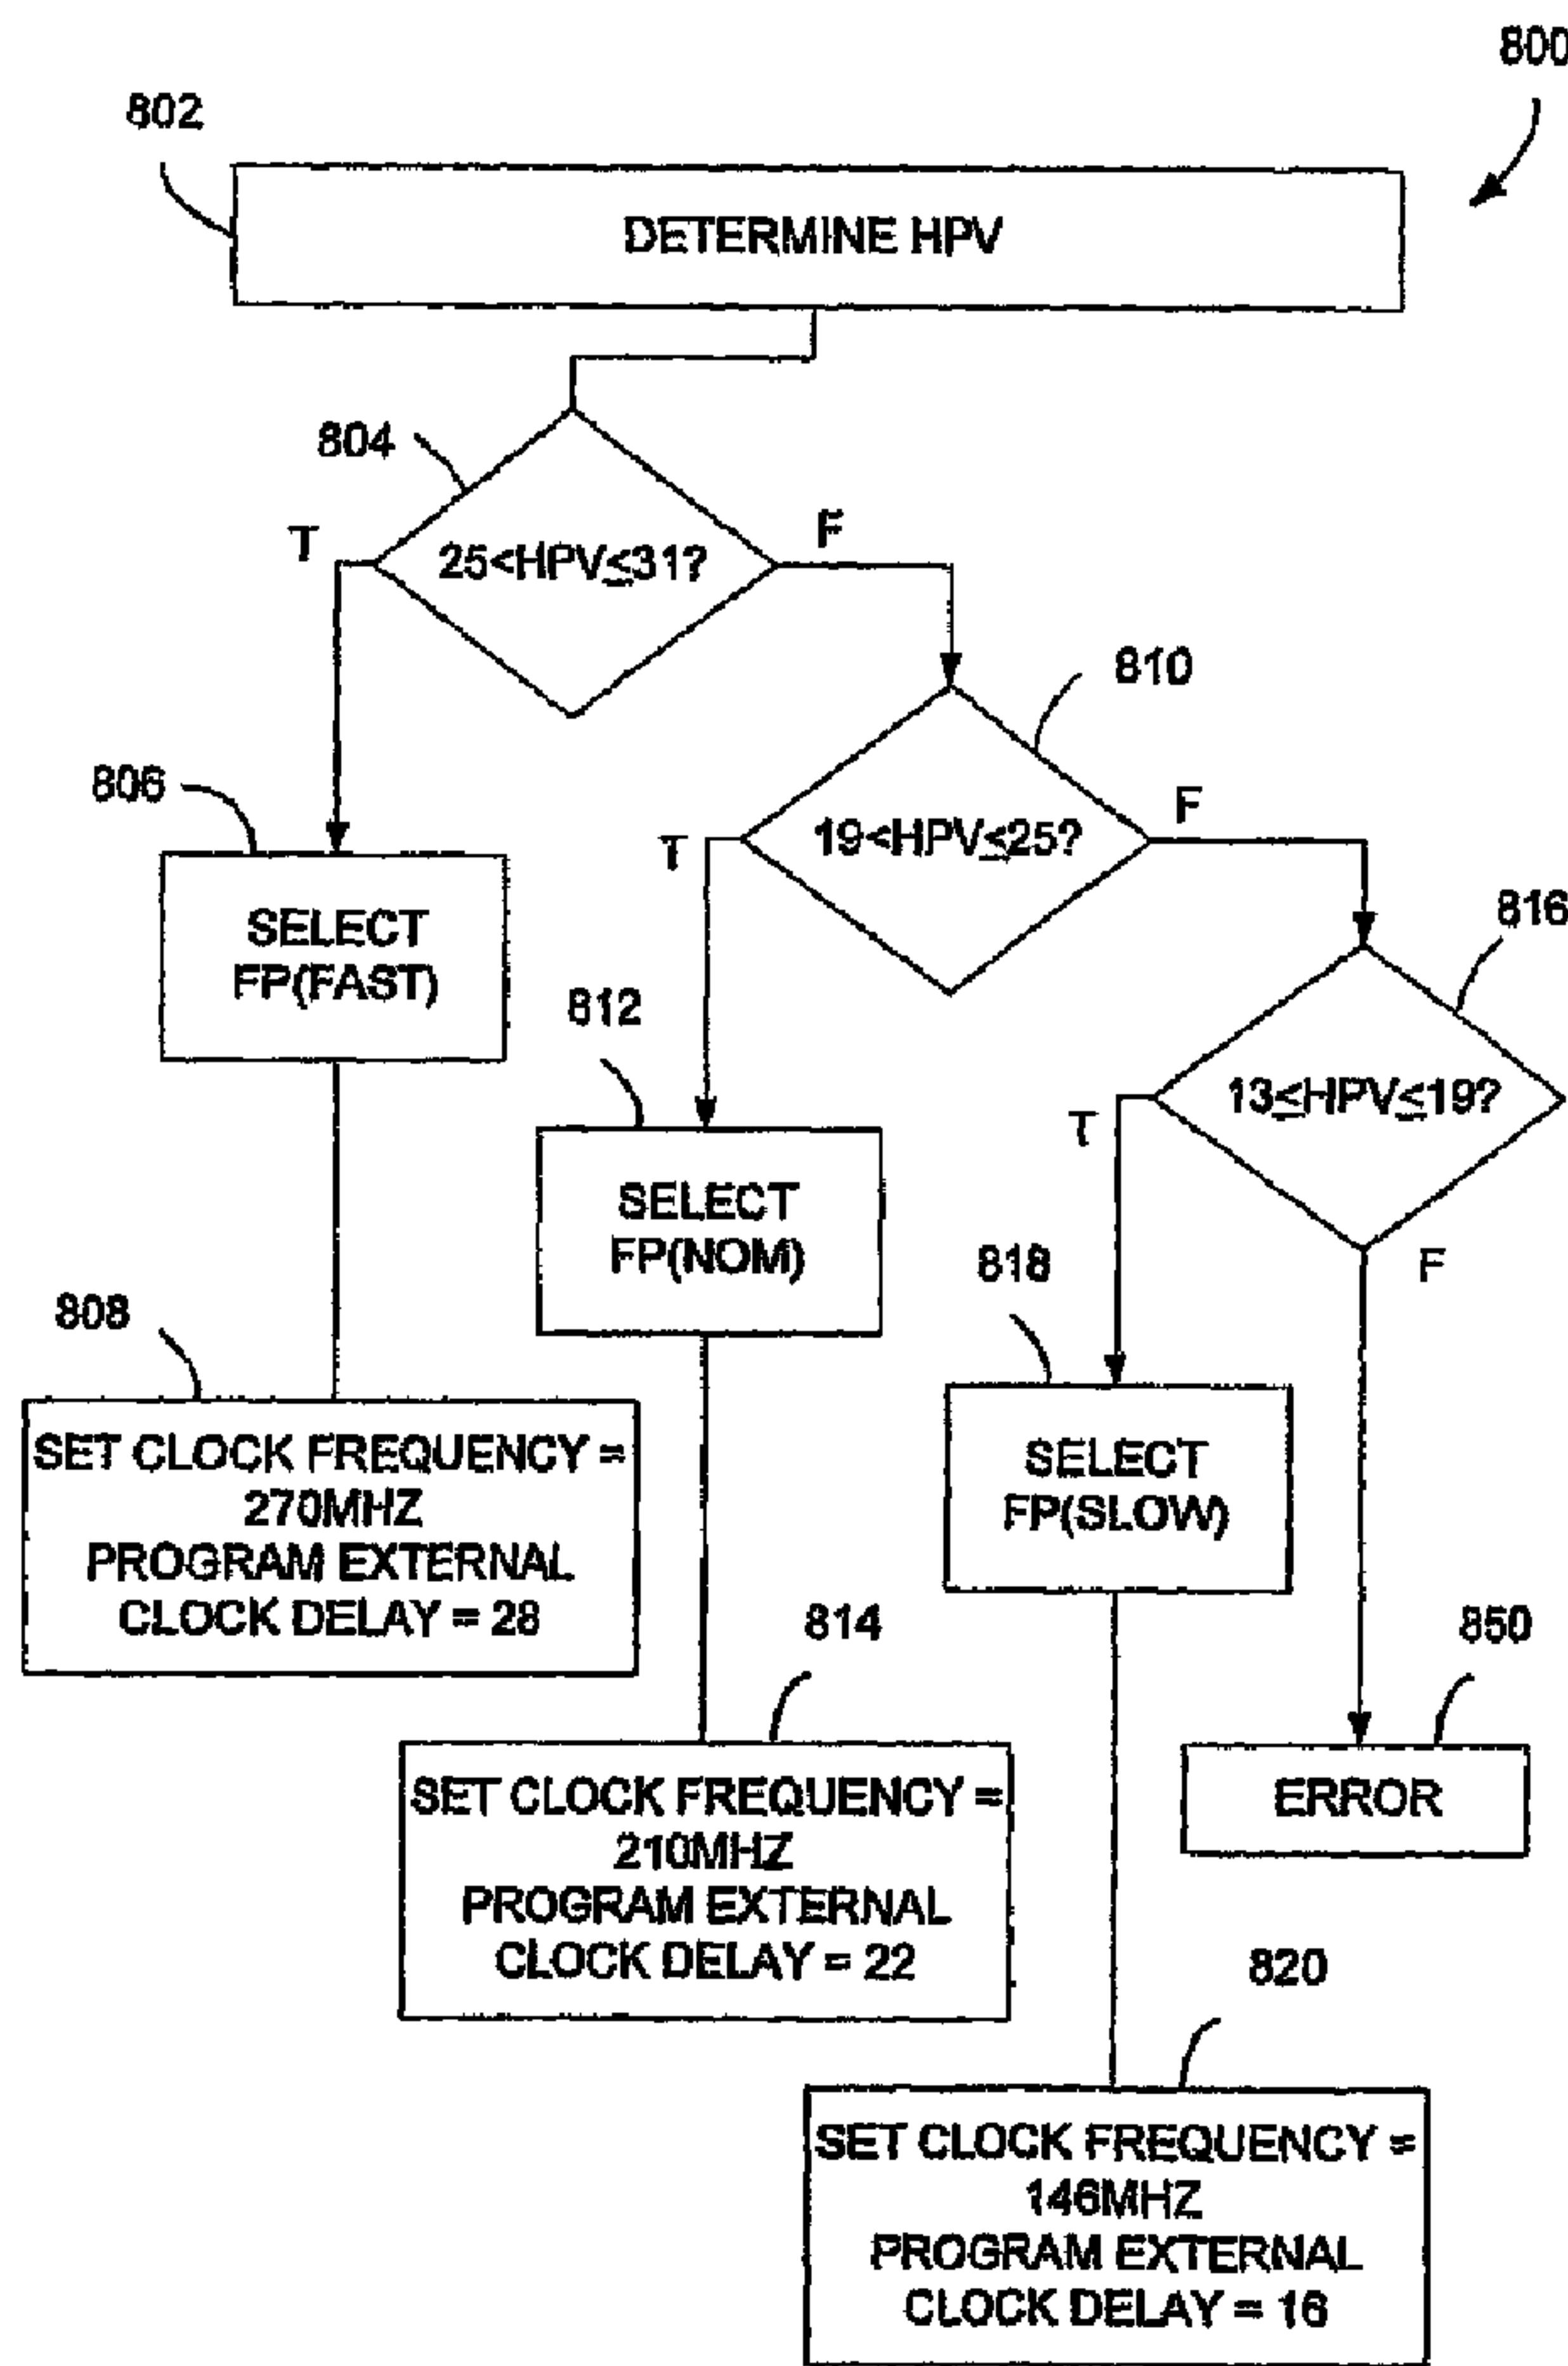 800
802
DETERMINE HPV
804
T
F
25<HPV≤31?
810
806
T
19<HPV≤25?
F
816
SELECT
FP(FAST)
812
13≤HPV≤19?
T
SELECT
FP(NOM)
818
F
808
SET CLOCK FREQUENCY =
270MHZ
PROGRAM EXTERNAL
CLOCK DELAY = 28
SELECT
FP(SLOW)
814
850
SET CLOCK FREQUENCY =
210MHZ
PROGRAM EXTERNAL
CLOCK DELAY = 22
ERROR
820
SET CLOCK FREQUENCY =
146MHZ
PROGRAM EXTERNAL
CLOCK DELAY = 16